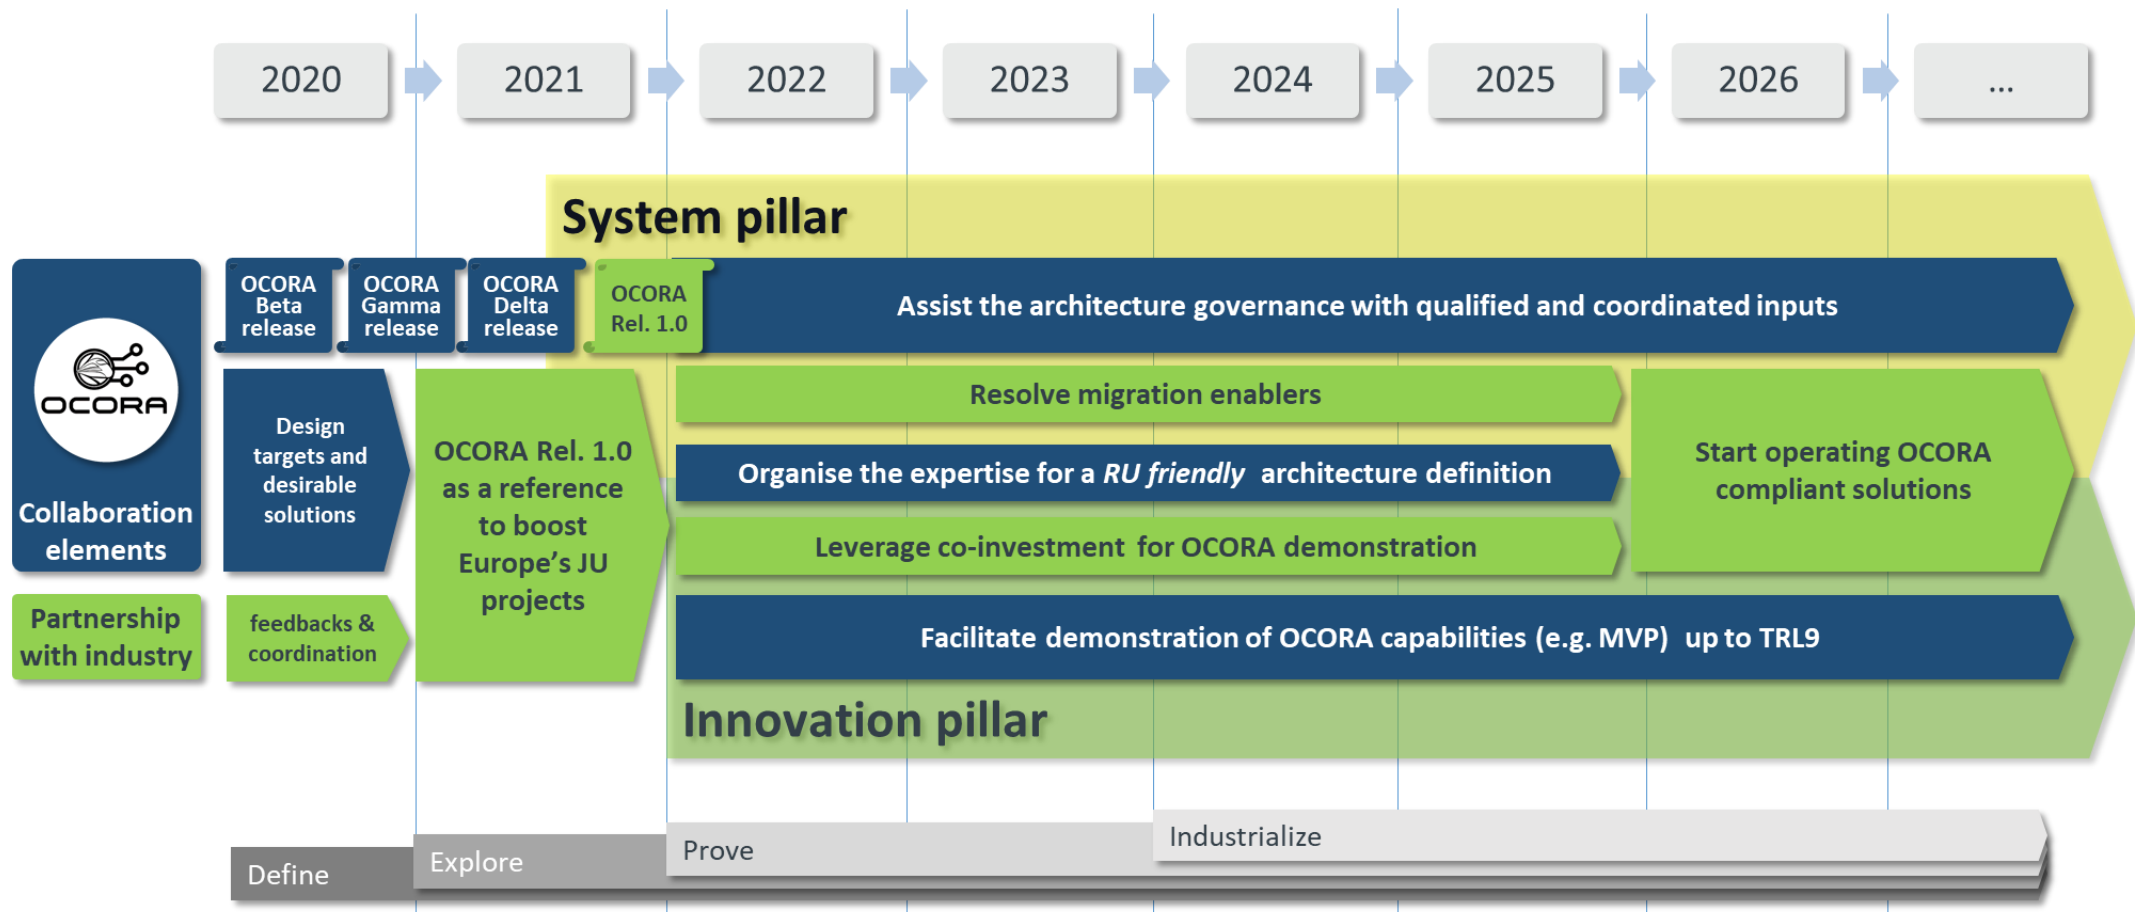 2020
2021
2022
2023
2024
2025
2026
...
System pillar
OCORA
Beta
release
OCORA
Gamma
release
OCORA
Delta
release
OCORA
Rel. 1.0
Assist the architecture governance with qualified and coordinated inputs
OCORA
Collaboration
elements
Design
targets and
desirable
solutions
OCORA Rel. 1.0
as a reference
to boost
Europe's JU
projects
Resolve migration enablers
Organise the expertise for a RU friendly architecture definition
Leverage co-investment for OCORA demonstration
Start operating OCORA
compliant solutions
Partnership
with industry
feedbacks &
coordination
Facilitate demonstration of OCORA capabilities (e.g. MVP) up to TRL9
Innovation pillar
Define
Explore
Prove
Industrialize